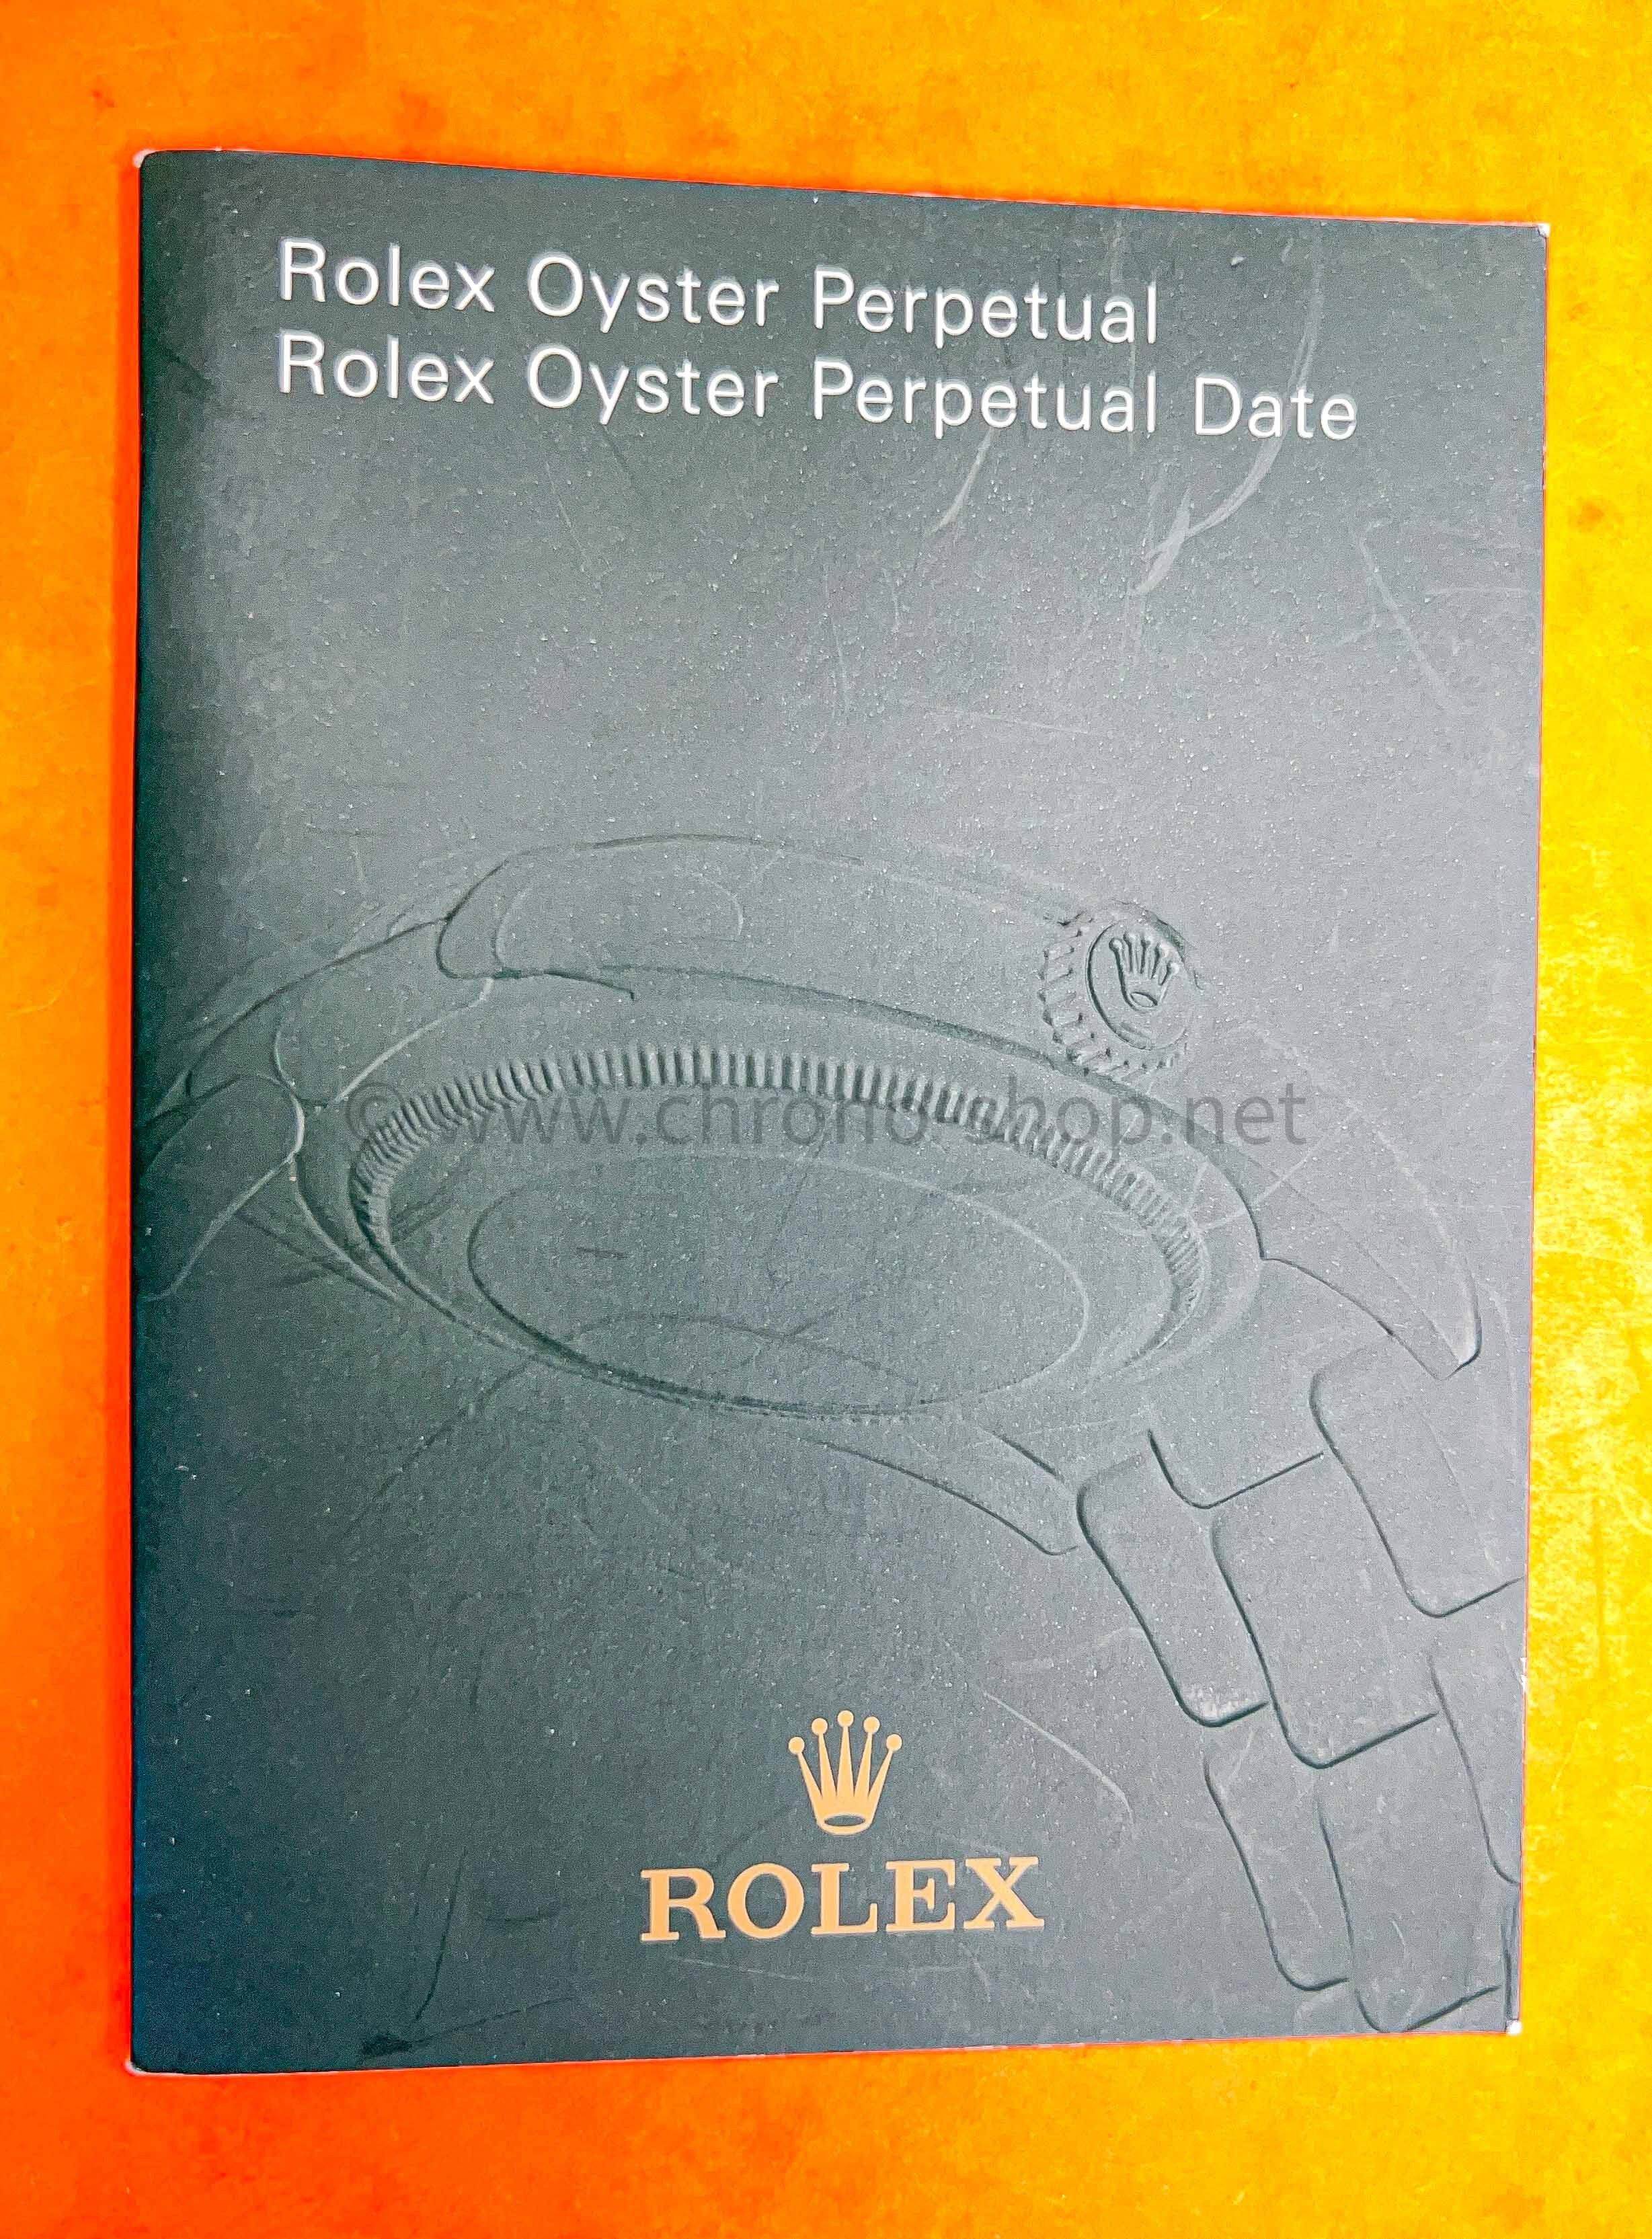 Rolex Oyster Perpetual
Rolex Oyster Perpetual Date
© www.chrono-shop.net
ROLEX